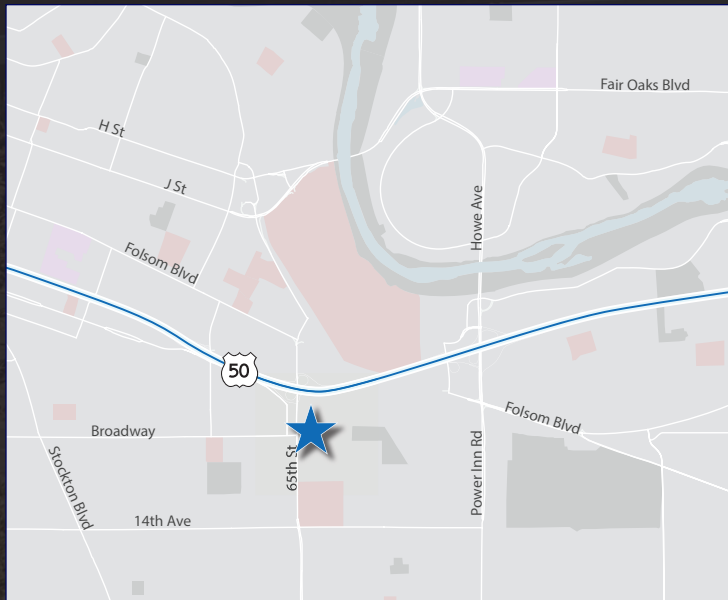 Fair Oaks Blvd
H St
J St
Howe Ave
Folsom Blvd
50
Folsom Blvd
Broadway
65th St
Stockton Blvd
Power Inn Rd
14th Ave